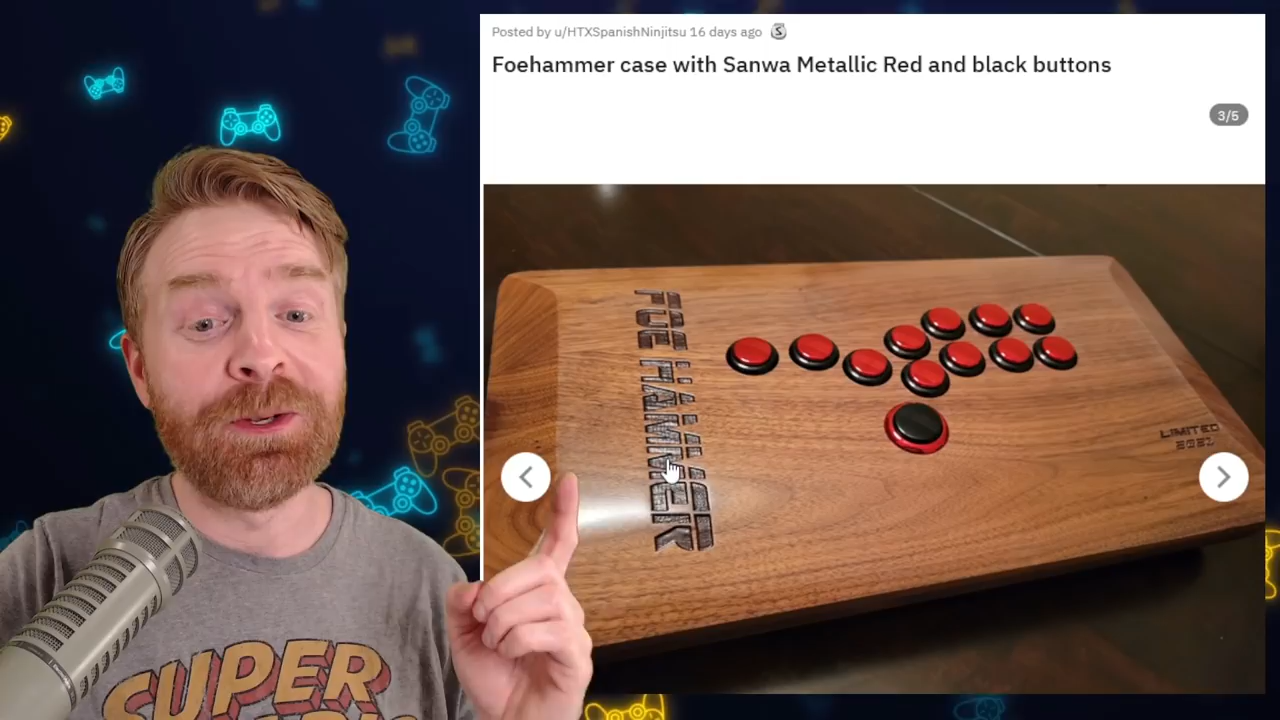 Posted by u/HTXSpanishNinjitsu 16 days ago
Foehammer case with Sanwa Metallic Red and black buttons
3/5
FOE HAMMER
LIMITED
SUPER